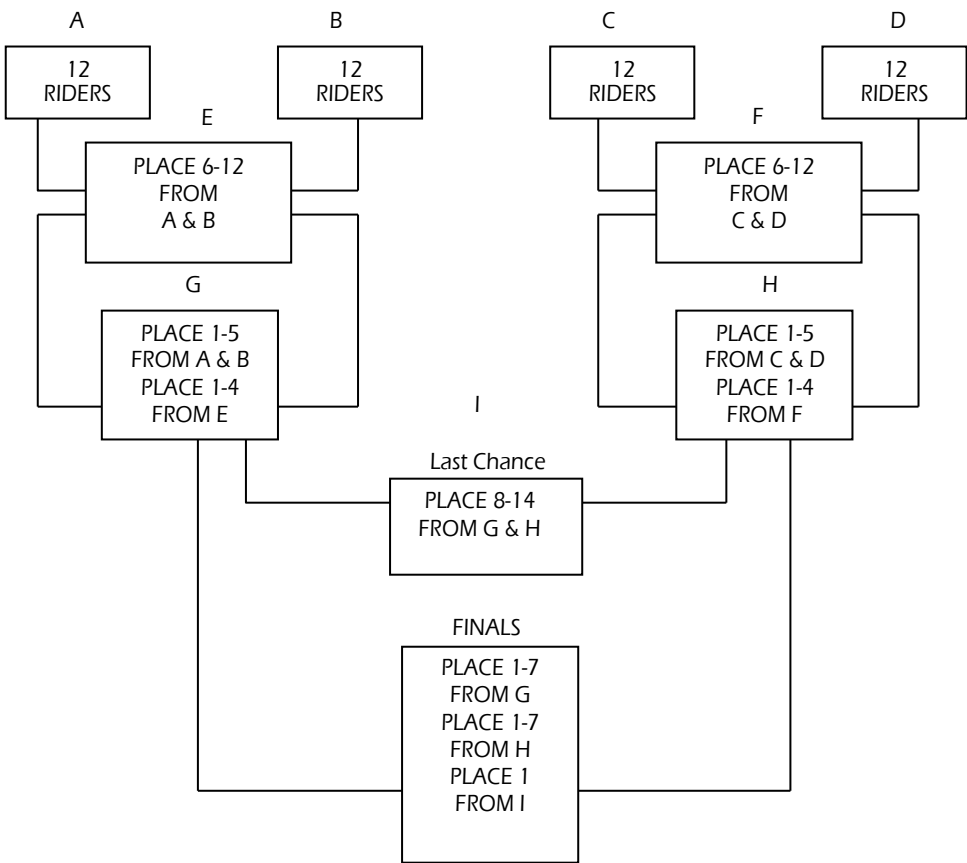 A
B
C
D
12
RIDERS
12
RIDERS
12
RIDERS
12
RIDERS
E
F
PLACE 6-12
FROM
A & B
PLACE 6-12
FROM
C & D
G
H
PLACE 1-5
FROM A & B
PLACE 1-4
FROM E
PLACE 1-5
FROM C & D
PLACE 1-4
FROM F
I
Last Chance
PLACE 8-14
FROM G & H
FINALS
PLACE 1-7
FROM G
PLACE 1-7
FROM H
PLACE 1
FROM I